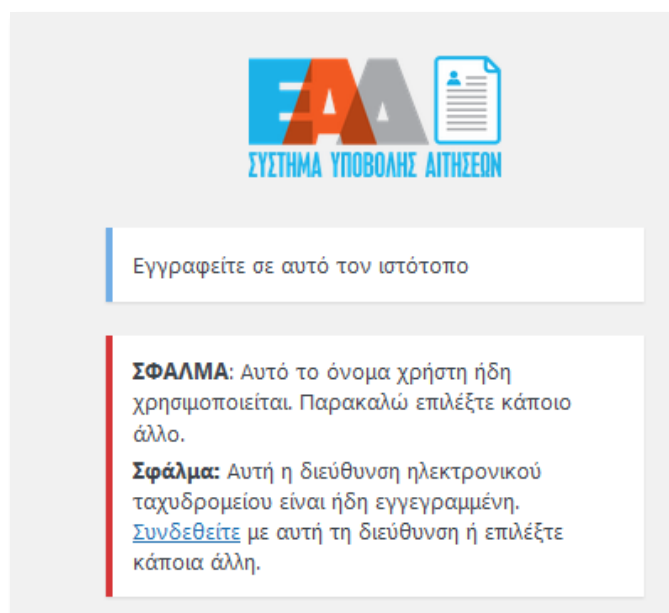 ΕΑΔ
ΣΥΣΤΗΜΑ ΥΠΟΒΟΛΗΣ ΑΙΤΗΣΕΩΝ
Εγγραφείτε σε αυτό τον ιστότοπο
ΣΦΑΛΜΑ: Αυτό το όνομα χρήστη ήδη
χρησιμοποιείται. Παρακαλώ επιλέξτε κάποιο
άλλο.
Σφάλμα: Αυτή η διεύθυνση ηλεκτρονικού
ταχυδρομείου είναι ήδη εγγεγραμμένη.
Συνδεθείτε με αυτή τη διεύθυνση ή επιλέξτε
κάποια άλλη.